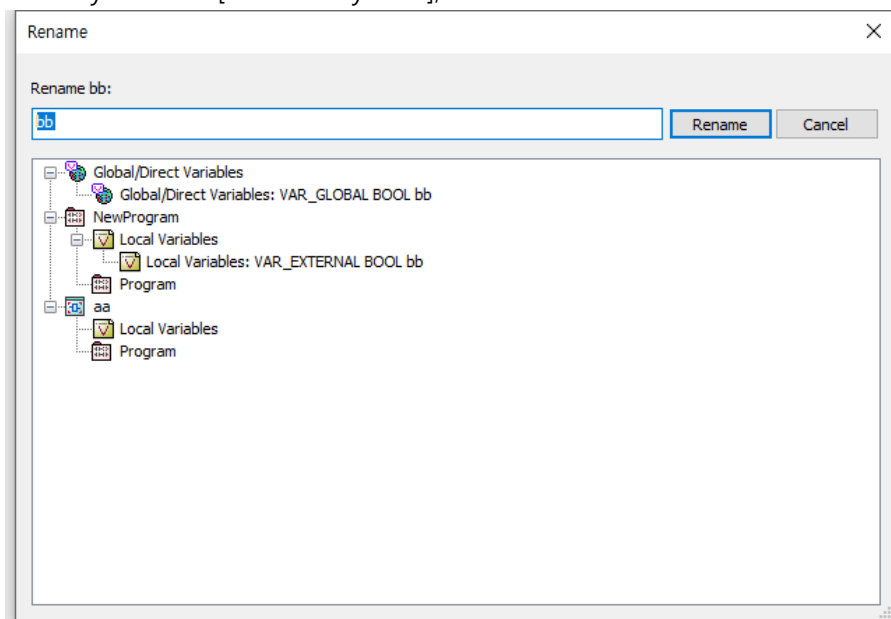 Rename
Rename bb:
bb
Rename
Cancel
Global/Direct Variables
Global/Direct Variables: VAR_GLOBAL BOOL bb
NewProgram
Local Variables
Local Variables: VAR_EXTERNAL BOOL bb
Program
aa
Local Variables
Program